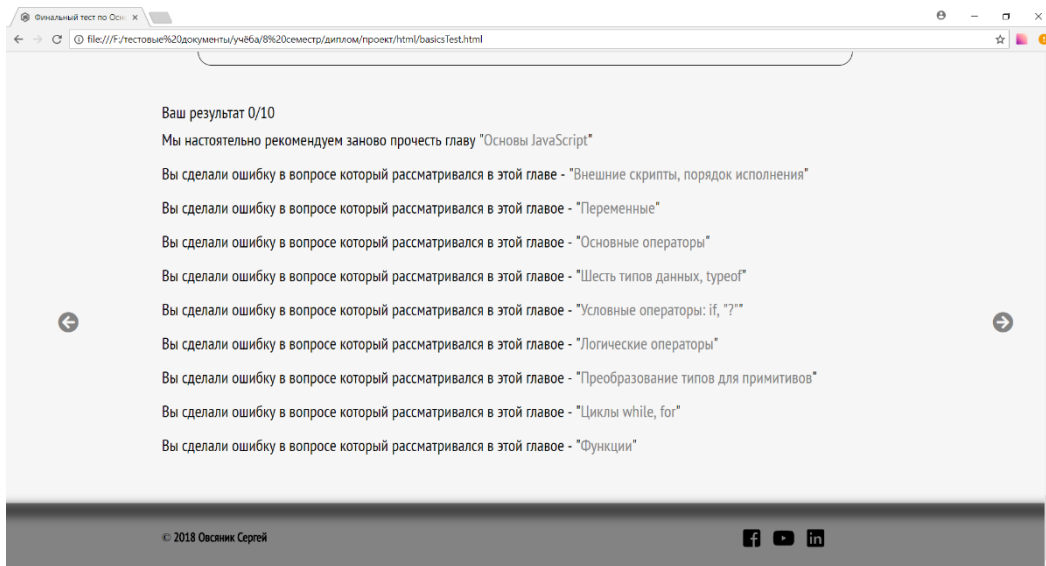 Финальный тест по Осн
file:///F:/тестовые%20документы/учёба/8%20семестр/диплом/проект/html/basicsTest.html
Ваш результат 0/10
Мы настоятельно рекомендуем заново прочесть главу "Основы JavaScript"
Вы сделали ошибку в вопросе который рассматривался в этой главе - "Внешние скрипты, порядок исполнения"
Вы сделали ошибку в вопросе который рассматривался в этой главое - "Переменные"
Вы сделали ошибку в вопросе который рассматривался в этой главое - "Основные операторы"
Вы сделали ошибку в вопросе который рассматривался в этой главое - "Шесть типов данных, typeof"
Вы сделали ошибку в вопросе который рассматривался в этой главое - "Условные операторы: if, "?""
Вы сделали ошибку в вопросе который рассматривался в этой главое - "Логические операторы"
Вы сделали ошибку в вопросе который рассматривался в этой главое - "Преобразование типов для примитивов"
Вы сделали ошибку в вопросе который рассматривался в этой главое - "Циклы while, for"
Вы сделали ошибку в вопросе который рассматривался в этой главое - "Функции"
© 2018 Овсяник Сергей